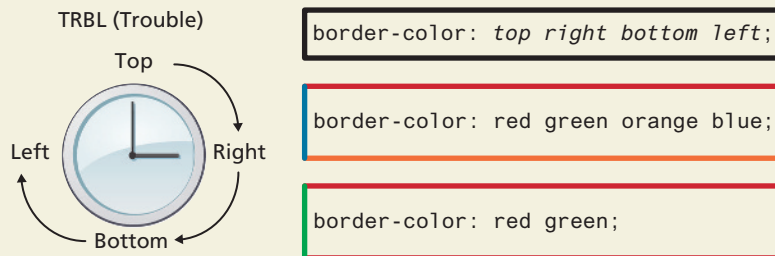 TRBL (Trouble)
Top
Left
Right
Bottom
border-color: top right bottom left;
border-color: red green orange blue;
border-color: red green;